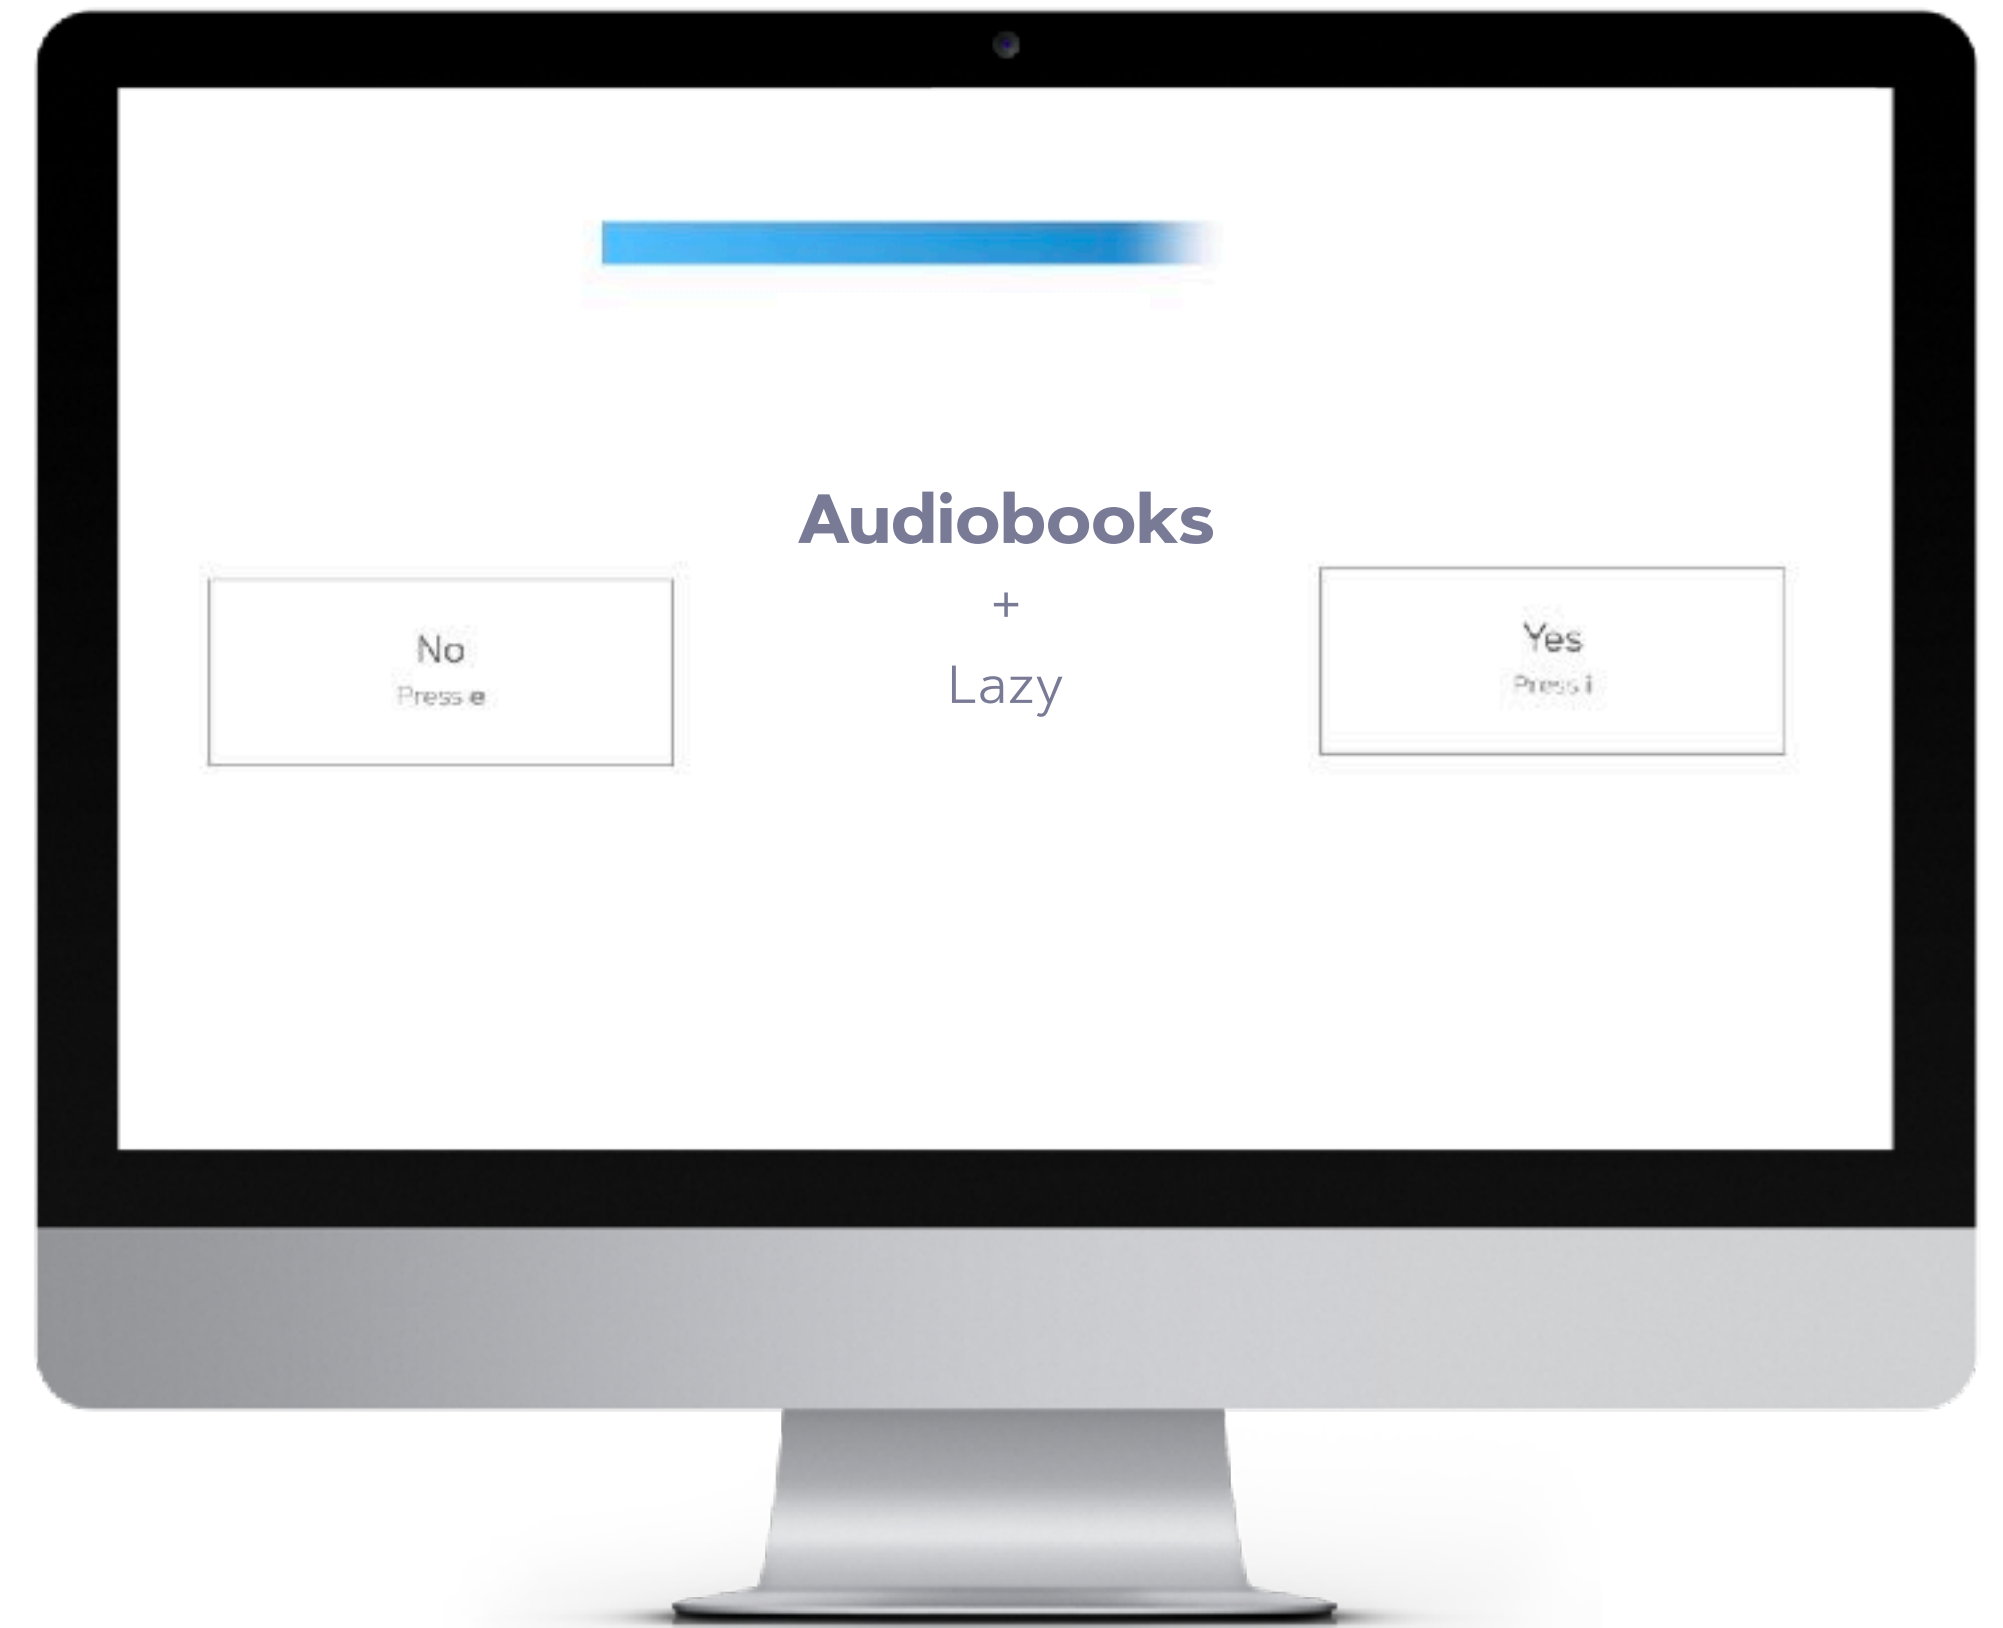 Audiobooks
+
Lazy
No
Press e
Yes
Press i